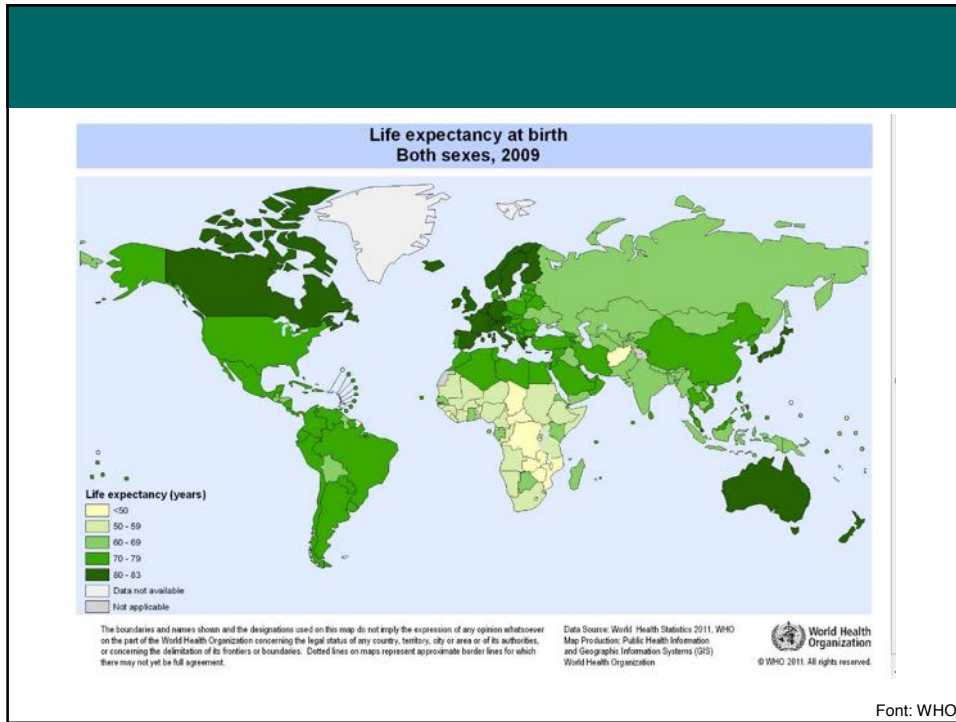 Life expectancy at birth
Both sexes, 2009
Life expectancy (years)
<50
50 - 59
60 - 69
70 - 79
80 - 83
Data not available
Not applicable
The boundaries and names shown and the designations used on this map do not imply the expression of any opinion whatsoever
on the part of the World Health Organization concerning the legal status of any country, territory, city or area or of its authorities,
or concerning the delimitation of its frontiers or boundaries. Dotted lines on maps represent approximate border lines for which
there may not yet be full agreement.
Data Source: World Health Statistics 2011, WHO
Map Production: Public Health Information
and Geographic Information Systems (GIS)
World Health Organization
World Health
Organization
© WHO 2011. All rights reserved.
Font: WHO